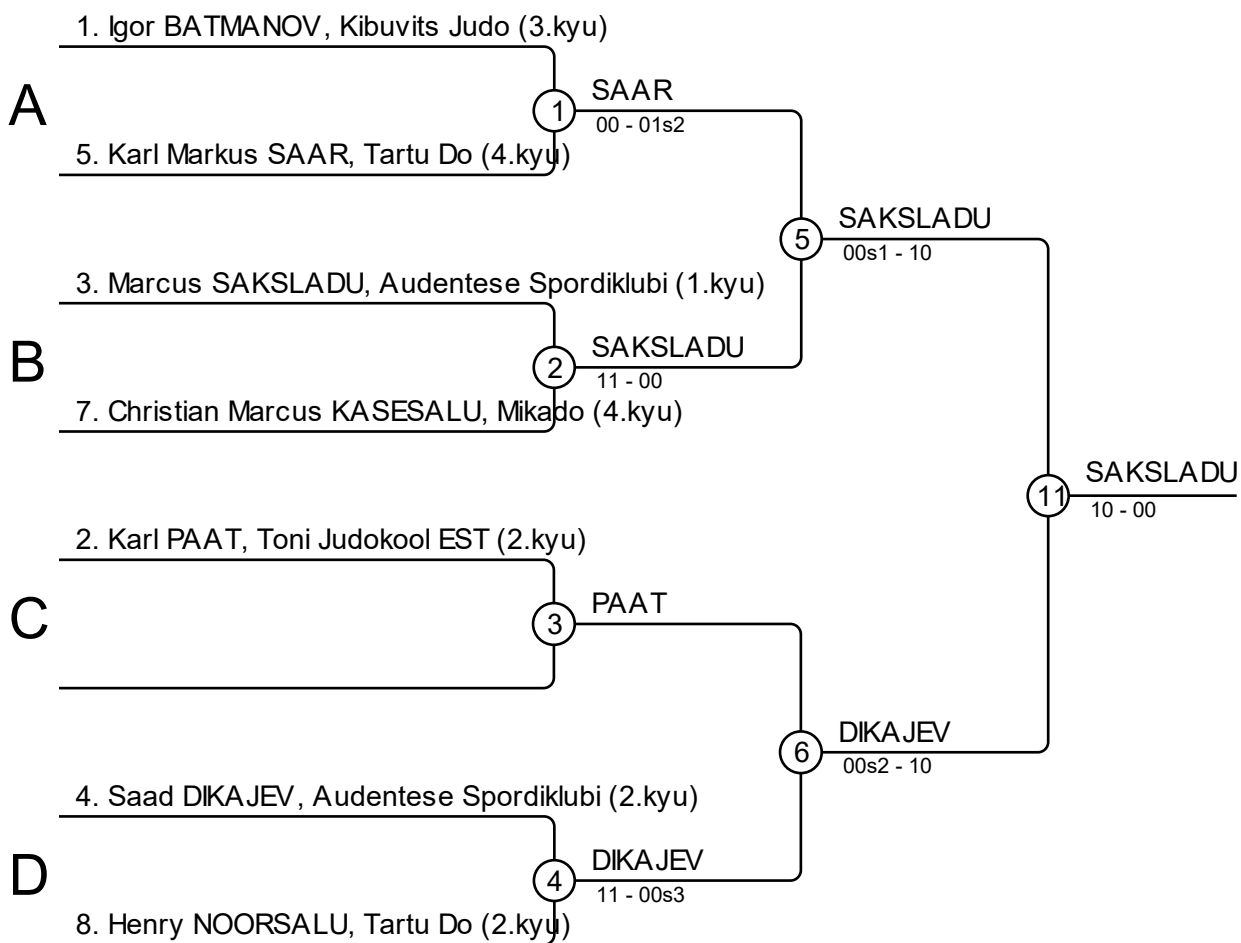 1. Igor BATMANOV, Kibuvits Judo (3.kyu)
A
1
SAAR
00 - 01s2
5. Karl Markus SAAR, Tartu Do (4.kyu)
5
SAKSLADU
00s1 - 10
3. Marcus SAKSLADU, Audentese Spordiklubi (1.kyu)
B
2
SAKSLADU
11 - 00
7. Christian Marcus KASESALU, Mikado (4.kyu)
11
SAKSLADU
10 - 00
2. Karl PAAT, Toni Judokool EST (2.kyu)
C
3
PAAT
6
DIKAJEV
00s2 - 10
4. Saad DIKAJEV, Audentese Spordiklubi (2.kyu)
D
4
DIKAJEV
11 - 00s3
8. Henry NOORSALU, Tartu Do (2.kyu)